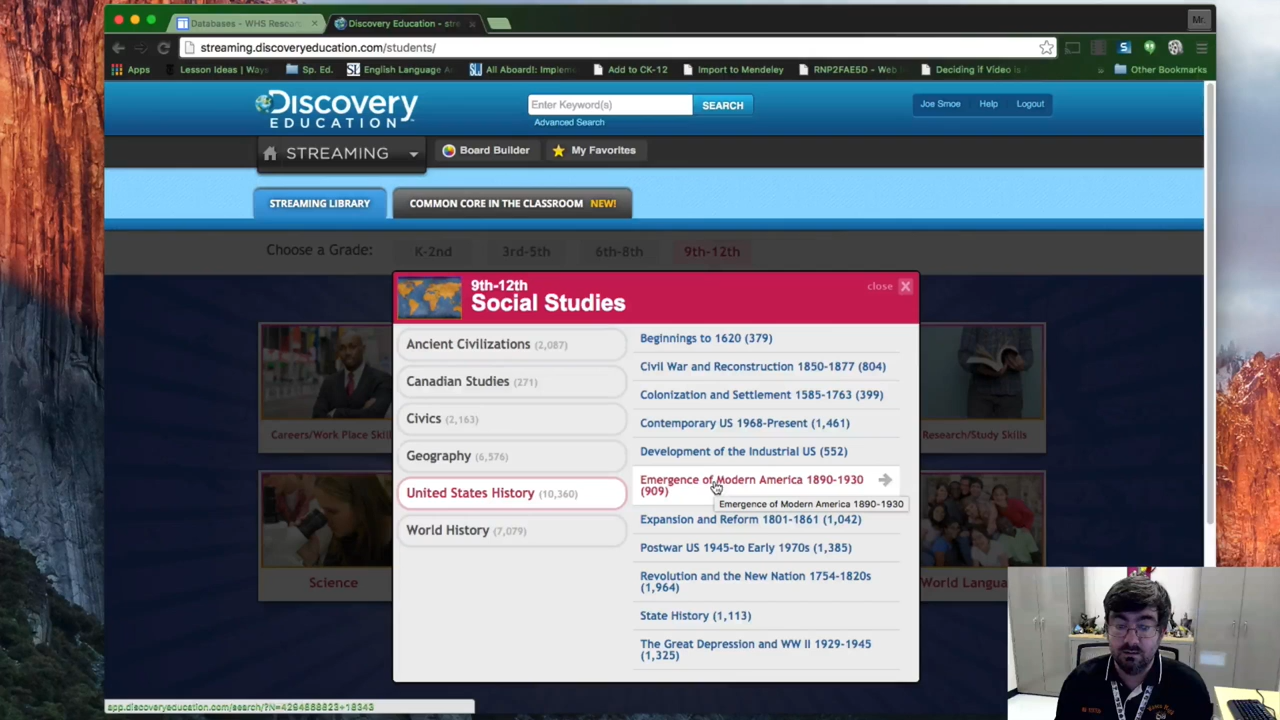 Databases - WHS Resear
Discovery Education - stre
Mr.
streaming.discoveryeducation.com/students/
Apps
Lesson Ideas | Ways
Sp. Ed.
English Language A
All Aboard!: Impleme
Add to CK-12
Import to Mendeley
RNP2FAE5D - Web
Deciding if Video is
Other Bookmarks
Discovery
EDUCATION
Enter Keyword(s)
SEARCH
Advanced Search
Joe Smoe
Help
Logout
STREAMING
Board Builder
My Favorites
STREAMING LIBRARY
COMMON CORE IN THE CLASSROOM NEW!
Choose a Grade:
K-2nd
3rd-5th
6th-8th
9th-12th
9th-12th
Social Studies
close
Ancient Civilizations (2,087)
Canadian Studies (271)
Civics (2,163)
Geography (6,576)
United States History (10,360)
World History (7,079)
Beginnings to 1620 (379)
Civil War and Reconstruction 1850-1877 (804)
Colonization and Settlement 1585-1763 (399)
Contemporary US 1968-Present (1,461)
Development of the Industrial US (552)
Emergence of Modern America 1890-1930
(909)
Emergence of Modern America 1890-1930
Expansion and Reform 1801-1861 (1,042)
Postwar US 1945-to Early 1970s (1,385)
Revolution and the New Nation 1754-1820s
(1,964)
State History (1,113)
The Great Depression and WW II 1929-1945
(1,325)
Careers/Work Place Skil
Research/Study Skills
Science
World Langua